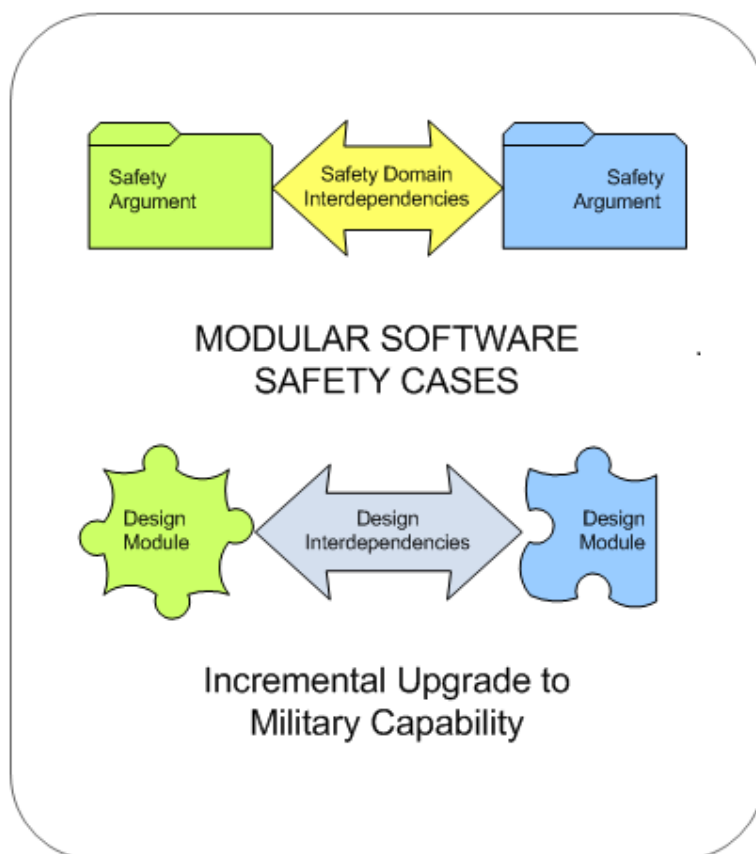 Safety
Argument
Safety Domain
Interdependencies
Safety
Argument
MODULAR SOFTWARE
SAFETY CASES
.
Design
Module
Design
Interdependencies
Design
Module
Incremental Upgrade to
Military Capability